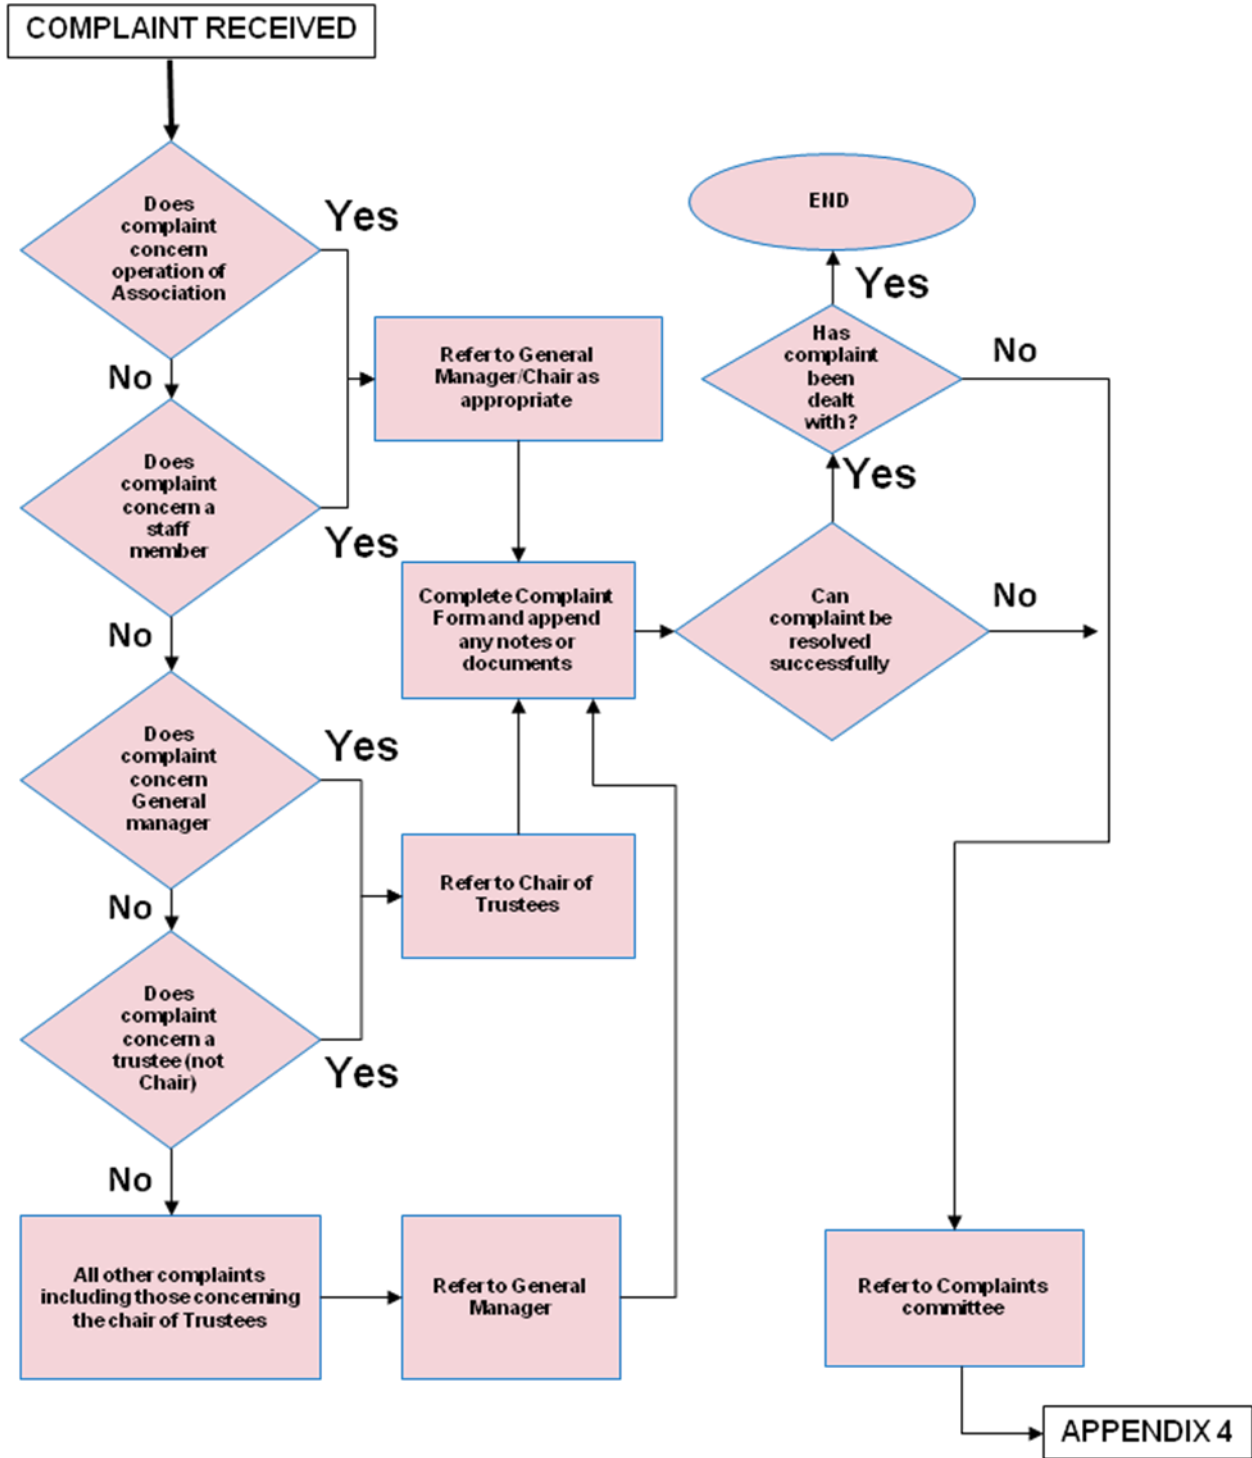 COMPLAINT RECEIVED
Does
complaint
concern
operation of
Association
Yes
No
Does
complaint
concern a
staff
member
Yes
No
Refer to General
Manager/Chair as
appropriate
Does
complaint
concern
General
manager
Yes
No
Does
complaint
concern a
trustee (not
Chair)
Yes
No
Refer to Chair of
Trustees
All other complaints
including those concerning
the chair of Trustees
Refer to General
Manager
Complete Complaint
Form and append
any notes or
documents
Can
complaint be
resolved
successfully
Yes
No
Has
complaint
been
dealt
with?
Yes
No
END
Refer to Complaints
committee
APPENDIX 4